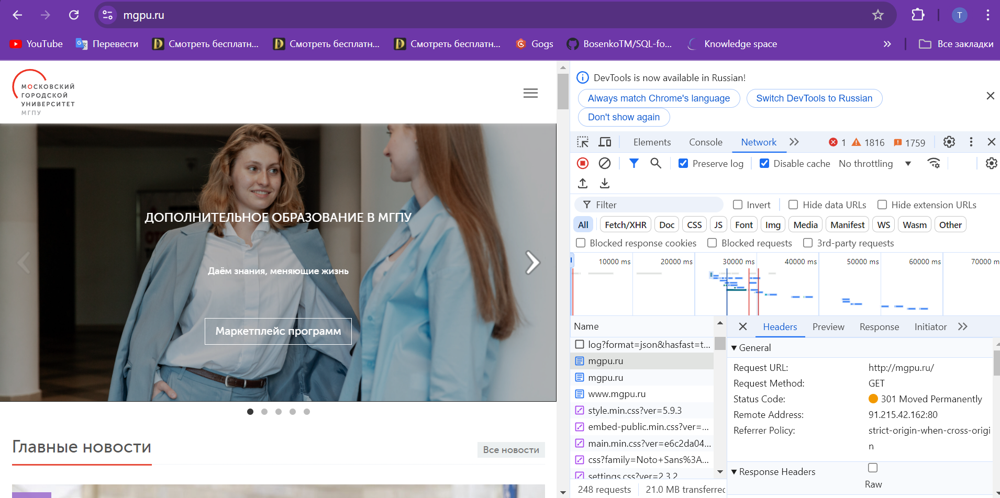 mgpu.ru
T
YouTube
Перевести
Смотреть бесплатн...
Смотреть бесплатн...
Смотреть бесплатн...
Gogs
BosenkoTM/SQL-fo...
Knowledge space
Все закладки
МОСКОВСКИЙ
ГОРОДСКОЙ
УНИВЕРСИТЕТ
МГПУ
ДОПОЛНИТЕЛЬНОЕ ОБРАЗОВАНИЕ В МГПУ
Даём знания, меняющие жизнь
Маркетплейс программ
Главные новости
Все новости
DevTools is now available in Russian!
Always match Chrome's language
Switch DevTools to Russian
Don't show again
Elements
Console
Network
1
1816
1759
Preserve log
Disable cache
No throttling
Filter
Invert
Hide data URLs
Hide extension URLs
All
Fetch/XHR
Doc
CSS
JS
Font
Img
Media
Manifest
WS
Wasm
Other
Blocked response cookies
Blocked requests
3rd-party requests
10000 ms
20000 ms
30000 ms
40000 ms
50000 ms
60000 ms
70000 m
Name
log?format=json&hasfast=t...
mgpu.ru
mgpu.ru
www.mgpu.ru
style.min.css?ver=5.9.3
embed-public.min.css?ver=...
main.min.css?ver=e6c2da04...
css?family=Noto+Sans%3A...
settings.css?ver=2.3.2
248 requests
21.0 MB transferred
Headers
Preview
Response
Initiator
General
Request URL:
http://mgpu.ru/
Request Method:
GET
Status Code:
301 Moved Permanently
Remote Address:
91.215.42.162:80
Referrer Policy:
strict-origin-when-cross-origi
n
Response Headers
Raw